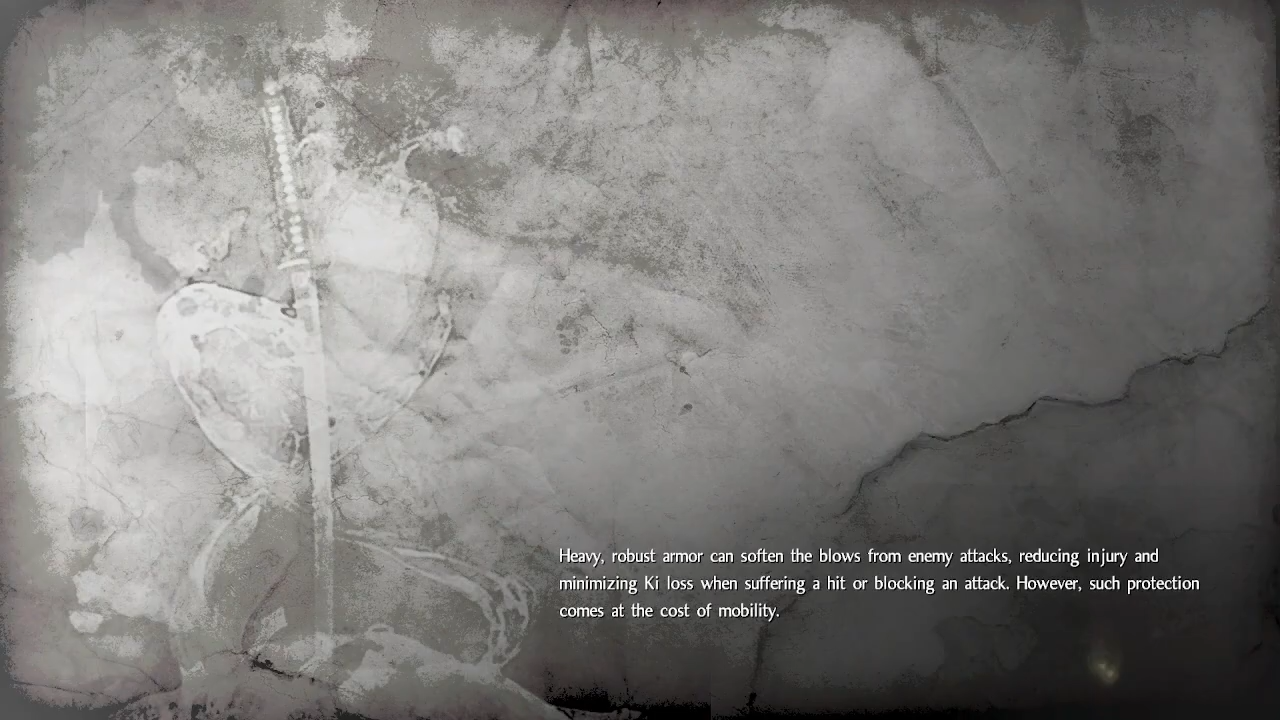 Heavy, robust armor can soften the blows from enemy attacks, reducing injury and
minimizing Ki loss when suffering a hit or blocking an attack. However, such protection
comes at the cost of mobility.